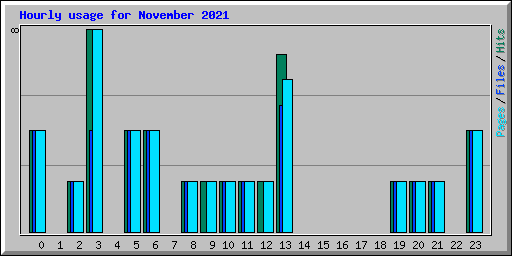 Hourly usage for November 2021
8
Pages/Files/Hits
0 1 2 3 4 5 6 7 8 9 10 11 12 13 14 15 16 17 18 19 20 21 22 23